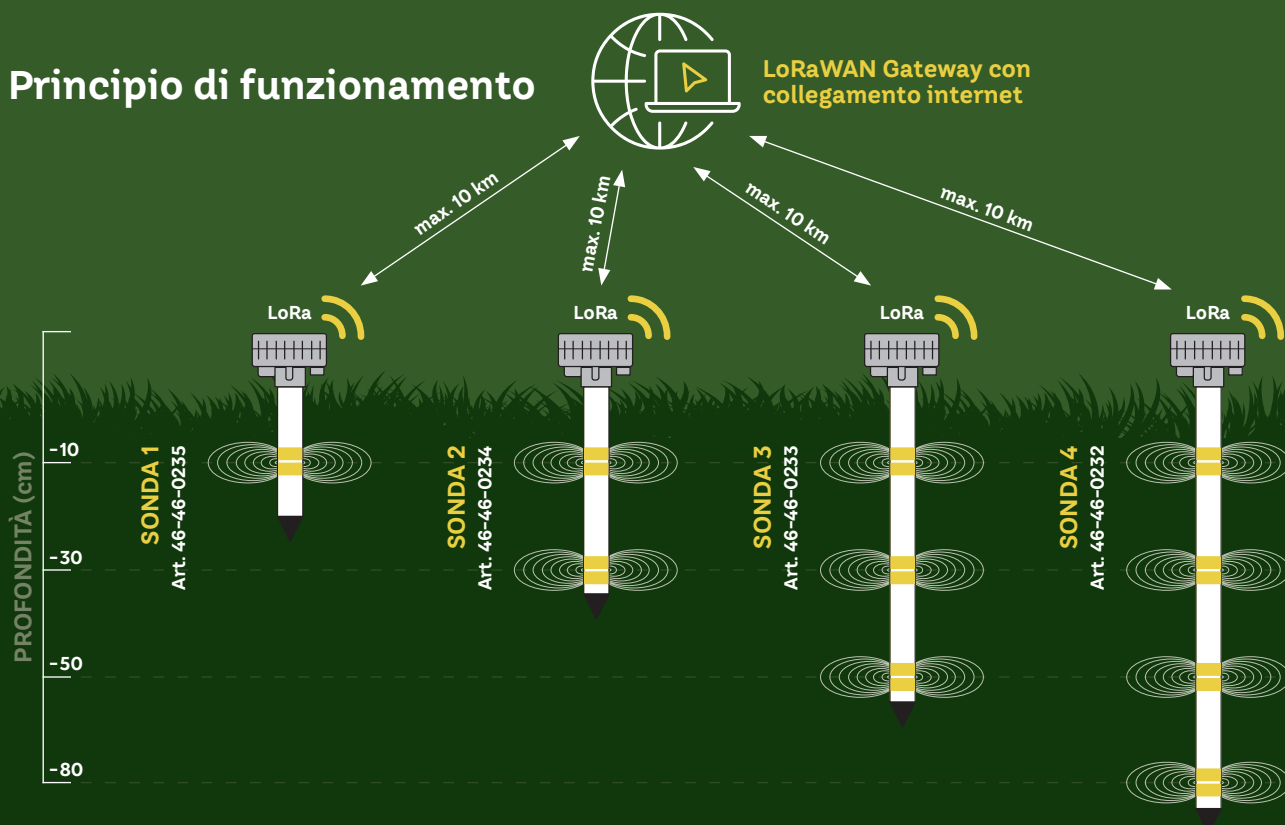 Principio di funzionamento
LoRaWAN Gateway con
collegamento internet
max. 10 km
max. 10 km
max. 10 km
max. 10 km
LoRa
LoRa
LoRa
LoRa
PROFONDITÀ (cm)
-10
-30
-50
-80
SONDA 1
Art. 46-46-0235
SONDA 2
Art. 46-46-0234
SONDA 3
Art. 46-46-0233
SONDA 4
Art. 46-46-0232